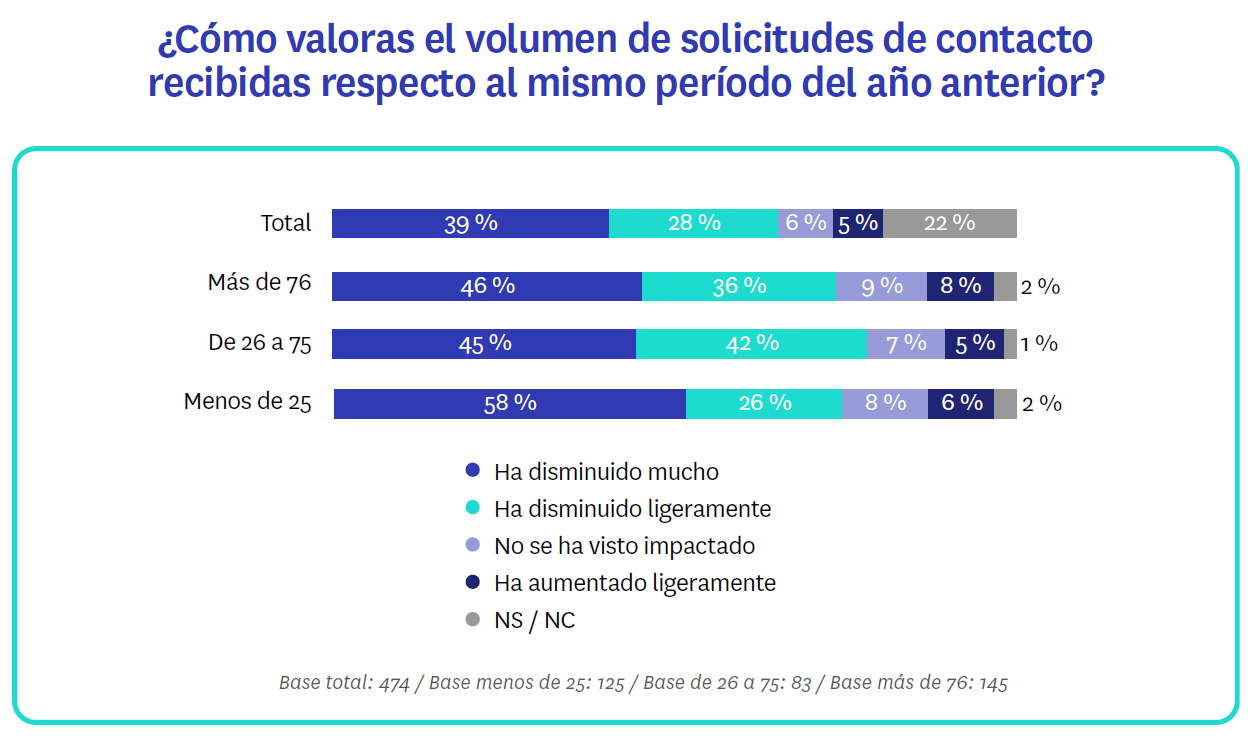 ¿Cómo valoras el volumen de solicitudes de contacto
recibidas respecto al mismo período del año anterior?
Total 39 % 28 % 6 % 5 % 22 %
Más de 76 46 % 36 % 9 % 8 % 2 %
De 26 a 75 45 % 42 % 7 % 5 % 1 %
Menos de 25 58 % 26 % 8 % 6 % 2 %
Ha disminuido mucho
Ha disminuido ligeramente
No se ha visto impactado
Ha aumentado ligeramente
NS / NC
Base total: 474 / Base menos de 25: 125 / Base de 26 a 75: 83 / Base más de 76: 145